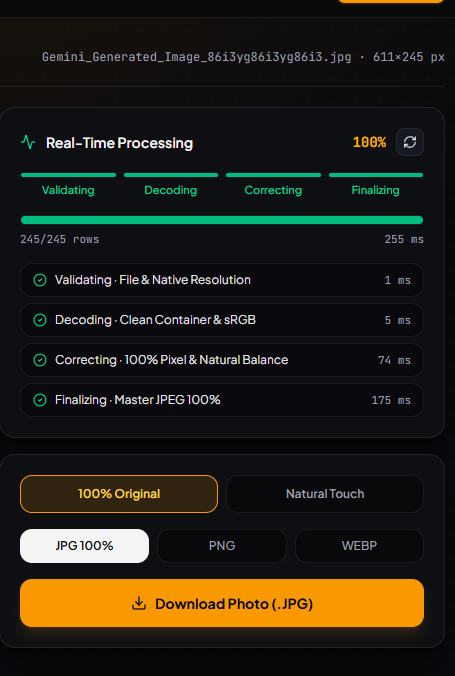 Gemini_Generated_Image_86i3yg86i3yg86i3.jpg · 611×245 px
Real-Time Processing 100%
Validating Decoding Correcting Finalizing
245/245 rows 255 ms
Validating · File & Native Resolution 1 ms
Decoding · Clean Container & sRGB 5 ms
Correcting · 100% Pixel & Natural Balance 74 ms
Finalizing · Master JPEG 100% 175 ms
100% Original Natural Touch
JPG 100% PNG WEBP
Download Photo (.JPG)